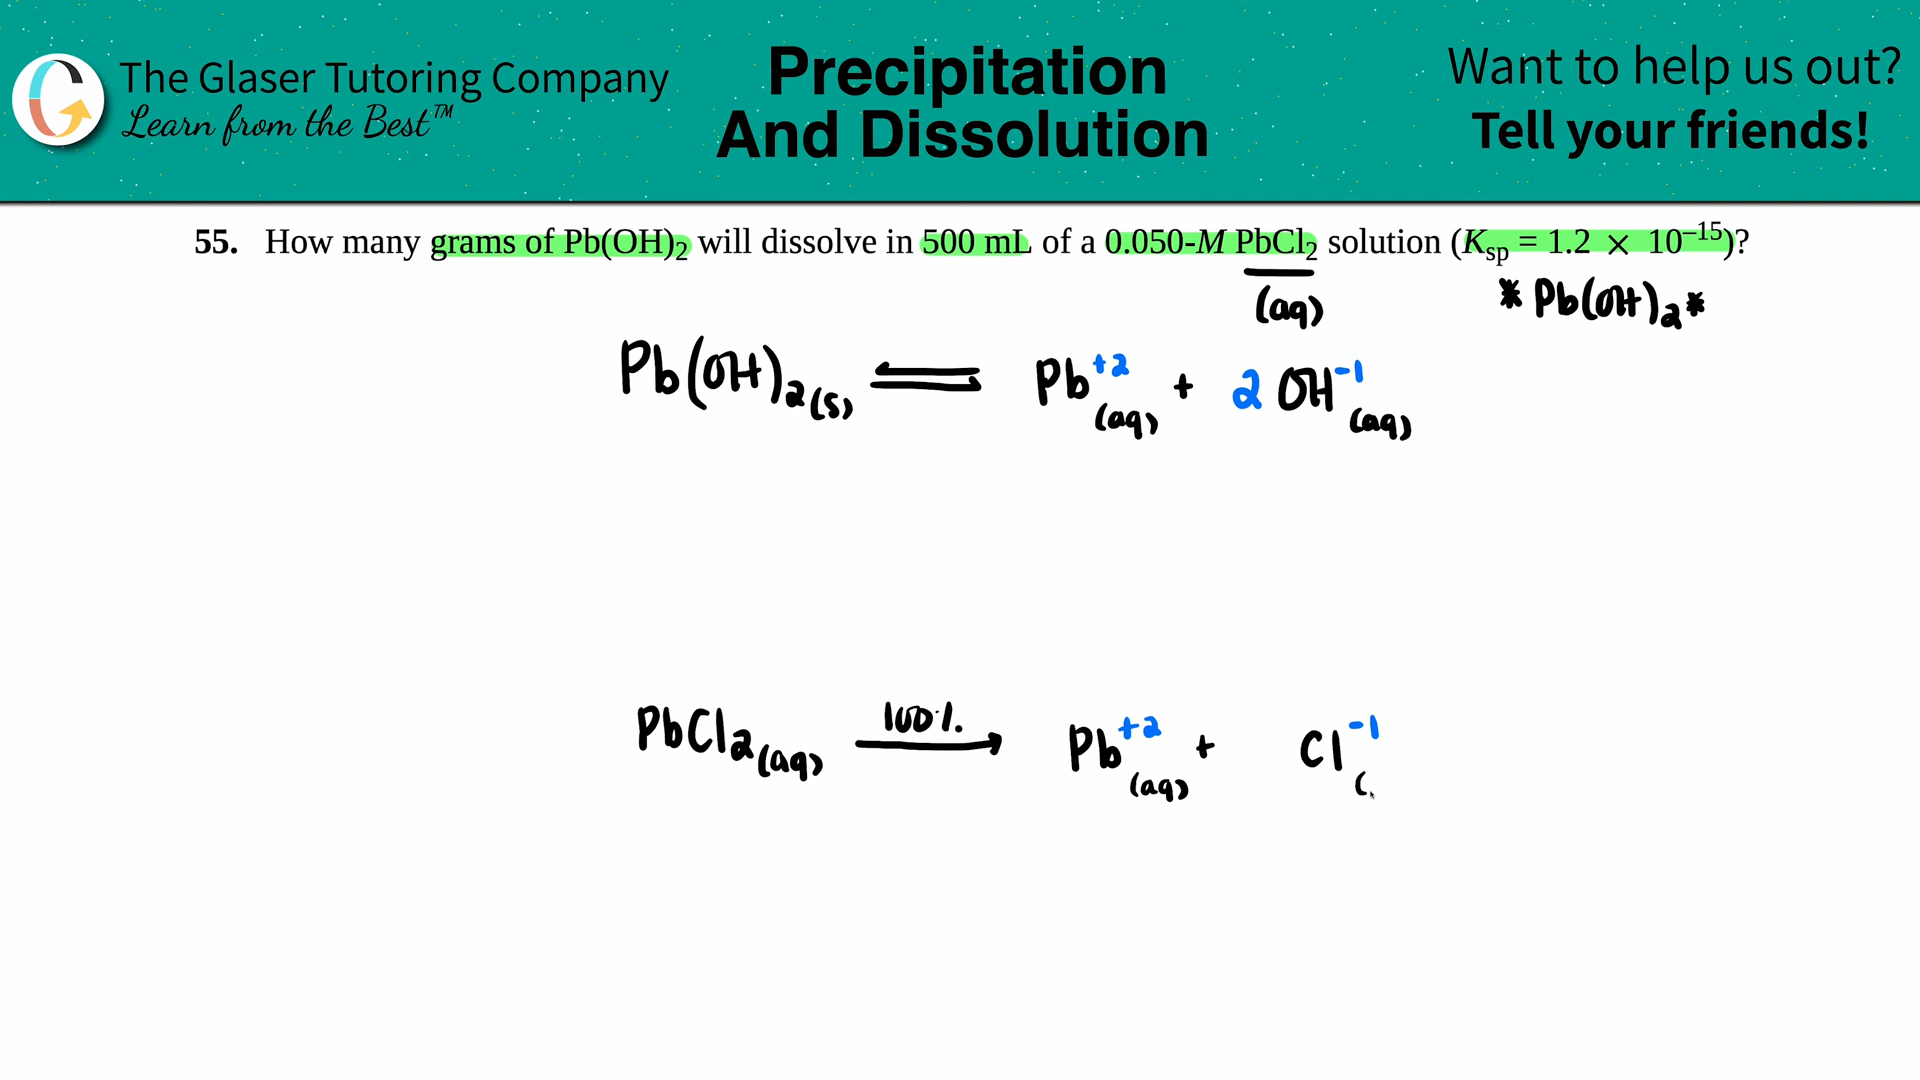 The Glaser Tutoring Company
Learn from the Best™
Precipitation
And Dissolution
Want to help us out?
Tell your friends!
55. How many grams of Pb(OH)₂ will dissolve in 500 mL of a 0.050-M PbCl₂ solution (Kₛₚ = 1.2 × 10⁻¹⁵)?
(aq)
* Pb(OH)₂ *
Pb(OH)₂(s) ⇌ Pb⁺²(aq) + 2 OH⁻¹(aq)
PbCl₂(aq) 100%→ Pb⁺²(aq) + Cl⁻¹(